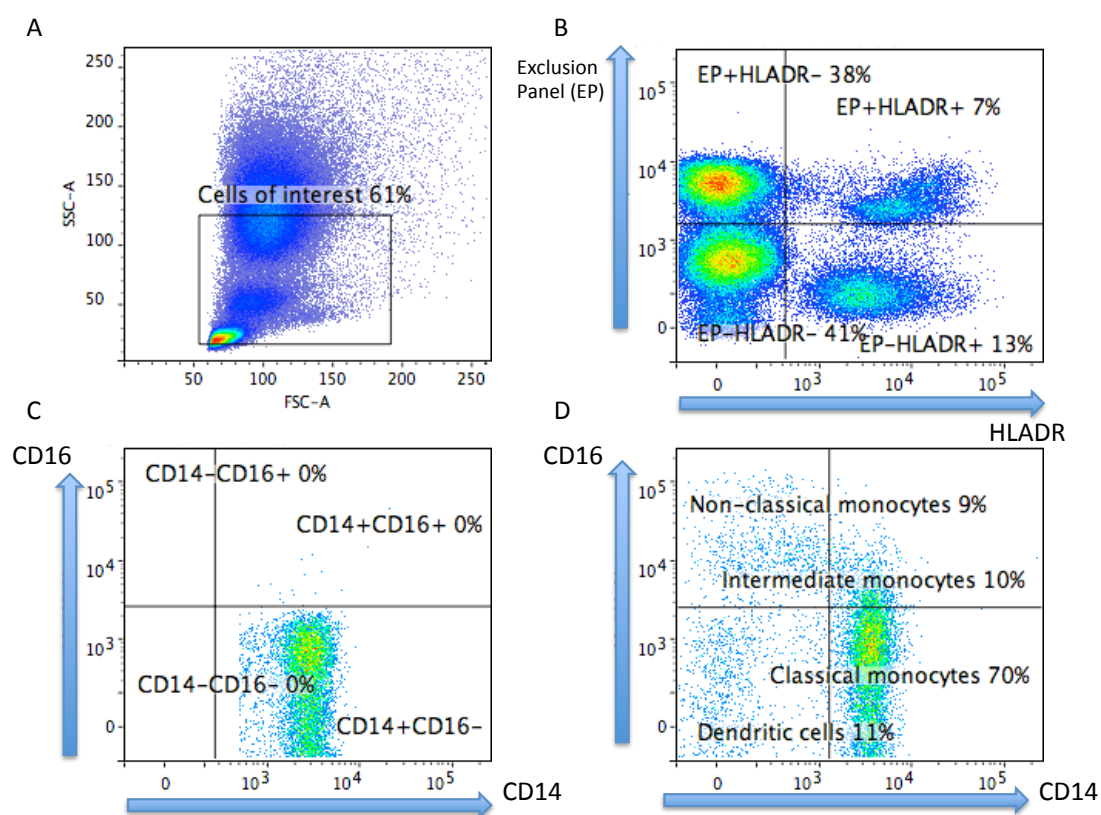 A
250
200
150
100
50
SSC-A
Cells of interest 61%
50
100
150
200
250
FSC-A
B
Exclusion
Panel (EP)
EP+HLADR- 38%
EP+HLADR+ 7%
10^5
10^4
10^3
0
EP-HLADR- 41%
EP-HLADR+ 13%
0
10^3
10^4
10^5
HLADR
C
CD16
CD14-CD16+ 0%
CD14+CD16+ 0%
10^5
10^4
10^3
0
CD14-CD16- 0%
CD14+CD16-
0
10^3
10^4
10^5
CD14
D
CD16
Non-classical monocytes 9%
Intermediate monocytes 10%
10^5
10^4
10^3
0
Classical monocytes 70%
Dendritic cells 11%
0
10^3
10^4
10^5
CD14